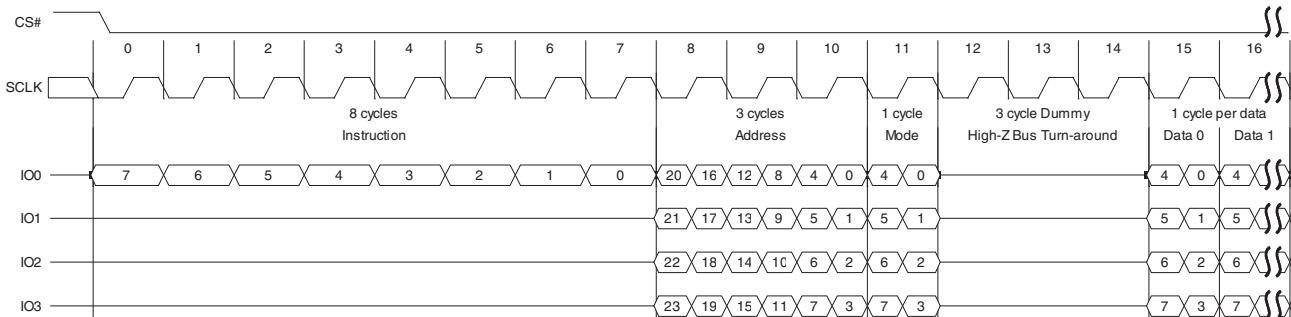 CS#
0 1 2 3 4 5 6 7 8 9 10 11 12 13 14 15 16
SCLK
8 cycles 3 cycles 1 cycle 3 cycle Dummy 1 cycle per data
Instruction Address Mode High-Z Bus Turn-around Data 0 Data 1
IO0 7 6 5 4 3 2 1 0 20 16 12 8 4 0 4 0 4 0 4
IO1 21 17 13 9 5 1 5 1 5 1 5
IO2 22 18 14 10 6 2 6 2 6 2 6
IO3 23 19 15 11 7 3 7 3 7 3 7